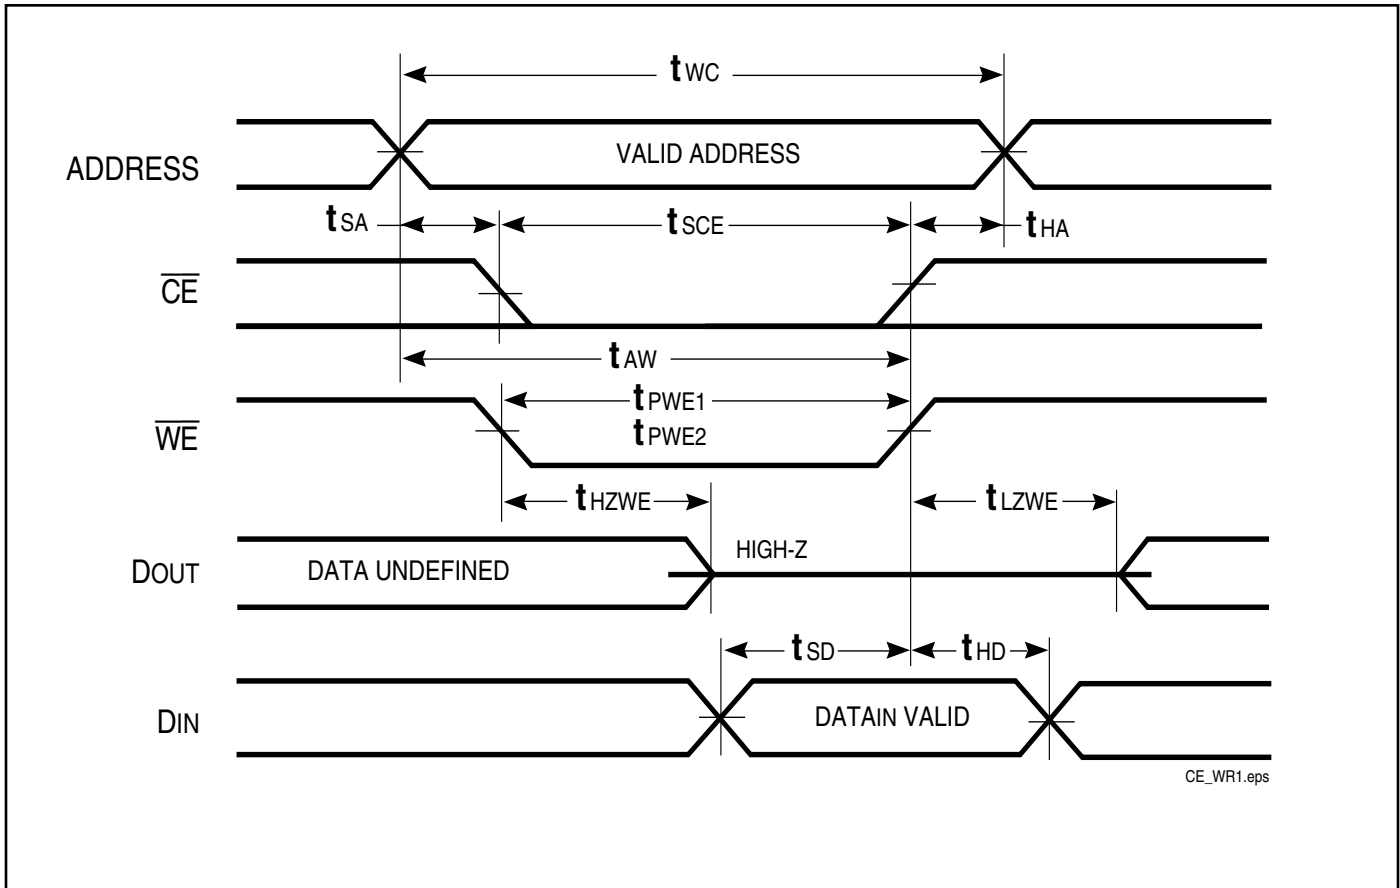 tWC
ADDRESS
VALID ADDRESS
tSA
tSCE
tHA
CE
tAW
tPWE1
WE
tPWE2
tHZWE
tLZWE
HIGH-Z
DOUT
DATA UNDEFINED
tSD
tHD
DIN
DATAIN VALID
CE_WR1.eps